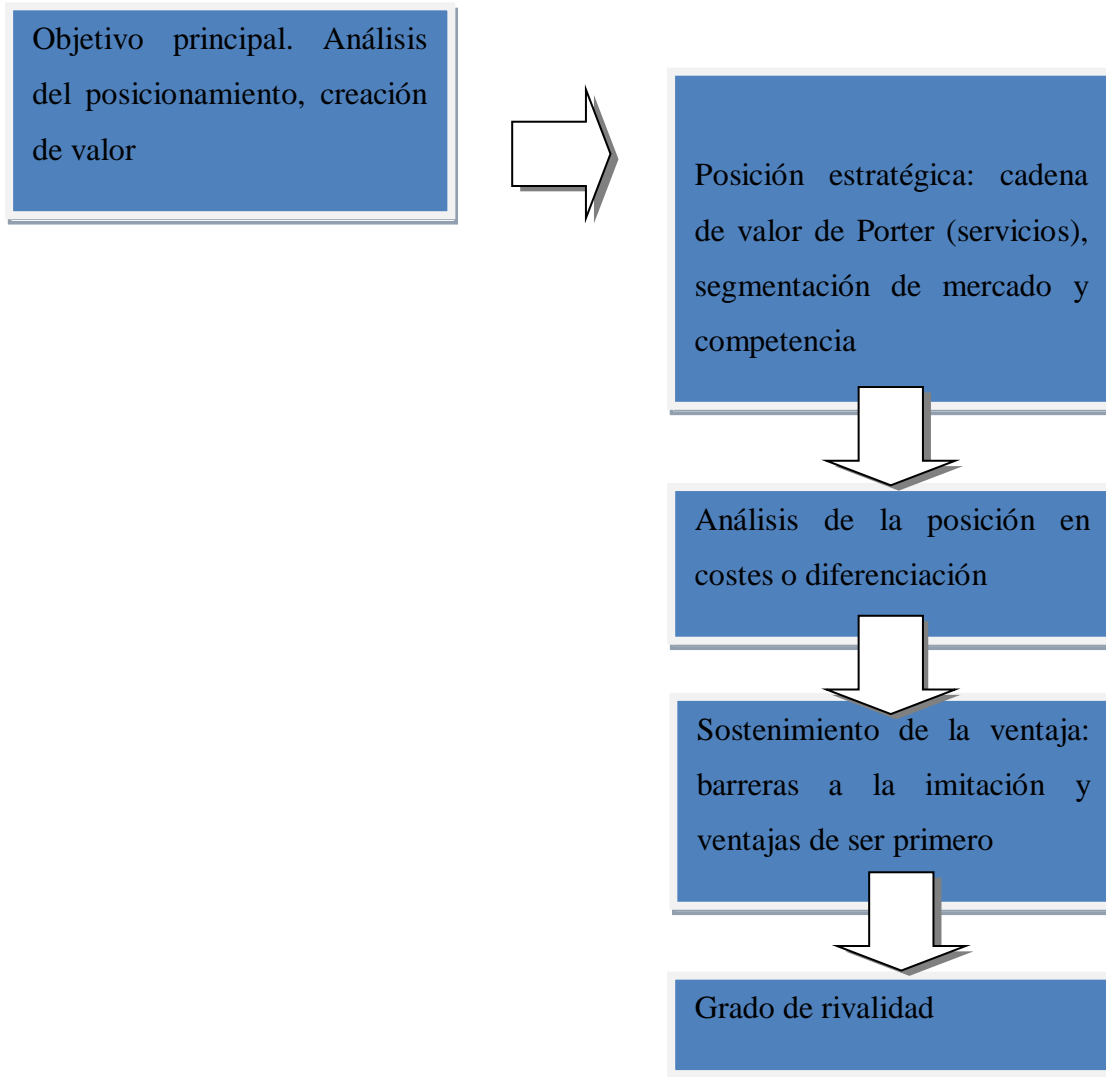 Objetivo principal. Análisis
del posicionamiento, creación
de valor
Posición estratégica: cadena
de valor de Porter (servicios),
segmentación de mercado y
competencia
Análisis de la posición en
costes o diferenciación
Sostenimiento de la ventaja:
barreras a la imitación y
ventajas de ser primero
Grado de rivalidad